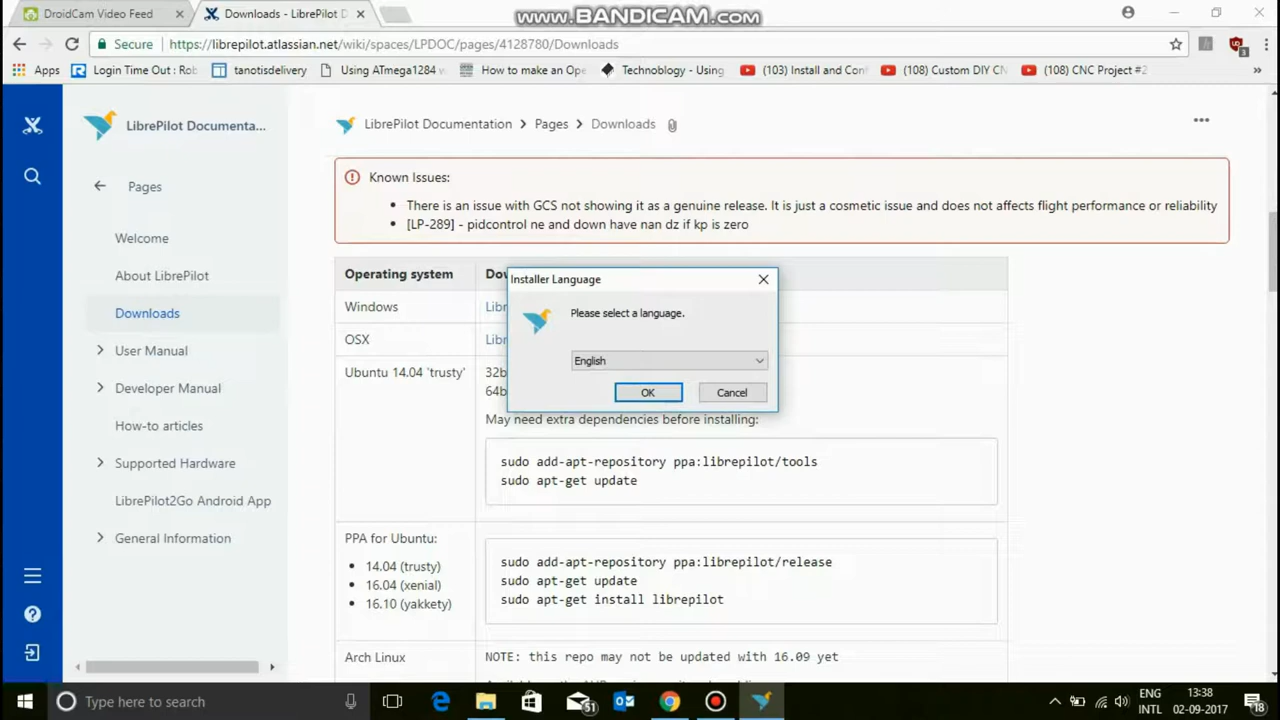 DroidCam Video Feed
Downloads - LibrePilot D
www.BANDICAM.com
Secure
https://librepilot.atlassian.net/wiki/spaces/LPDOC/pages/4128780/Downloads
Apps
Login Time Out : Rob
tanotisdelivery
Using ATmega1284
How to make an Ope
Technoblogy - Using
(103) Install and Conf
(108) Custom DIY CN
(108) CNC Project #2
LibrePilot Documenta...
Pages
Welcome
About LibrePilot
Downloads
User Manual
Developer Manual
How-to articles
Supported Hardware
LibrePilot2Go Android App
General Information
LibrePilot Documentation > Pages > Downloads
Known Issues:
There is an issue with GCS not showing it as a genuine release. It is just a cosmetic issue and does not affects flight performance or reliability
[LP-289] - pidcontrol ne and down have nan dz if kp is zero
Operating system
Dow
Windows
Libr
OSX
Libr
Ubuntu 14.04 'trusty'
32b
64b
May need extra dependencies before installing:
sudo add-apt-repository ppa:librepilot/tools
sudo apt-get update
PPA for Ubuntu:
14.04 (trusty)
16.04 (xenial)
16.10 (yakkety)
sudo add-apt-repository ppa:librepilot/release
sudo apt-get update
sudo apt-get install librepilot
Arch Linux
NOTE: this repo may not be updated with 16.09 yet
Installer Language
Please select a language.
English
OK
Cancel
Type here to search
51
ENG
INTL
13:38
02-09-2017
18